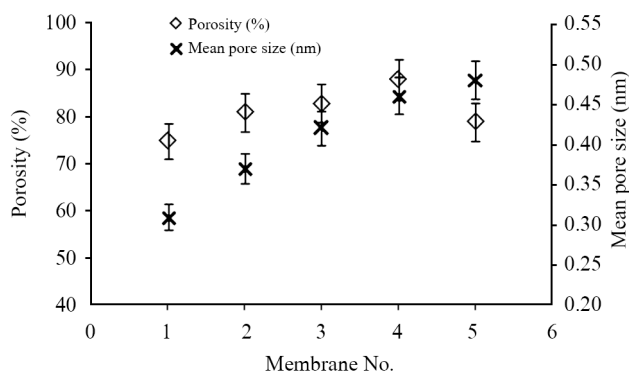 Porosity (%)
Mean pore size (nm)
100
90
80
70
60
50
40
Porosity (%)
0.55
0.50
0.45
0.40
0.35
0.30
0.25
0.20
Mean pore size (nm)
0 1 2 3 4 5 6
Membrane No.